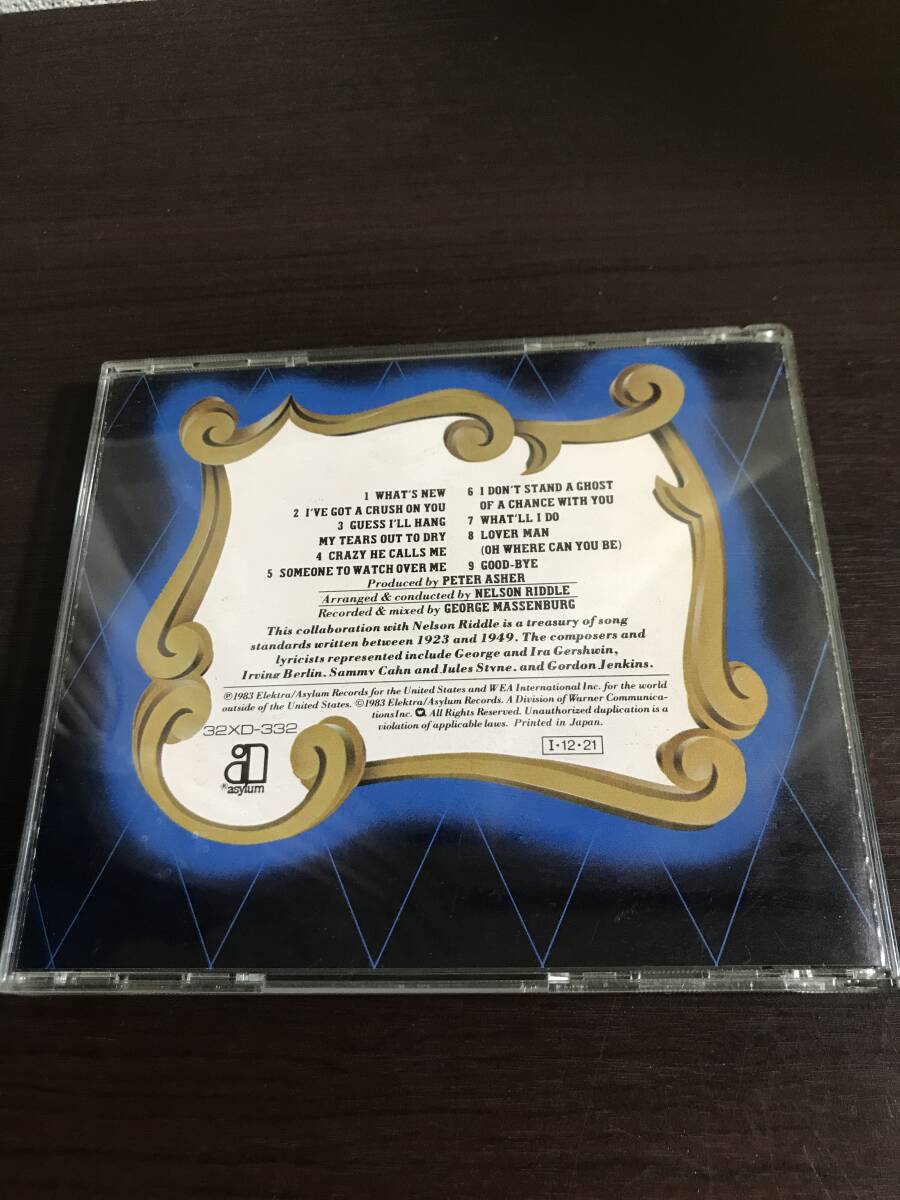 1 WHAT'S NEW
2 I'VE GOT A CRUSH ON YOU
3 GUESS I'LL HANG
MY TEARS OUT TO DRY
4 CRAZY HE CALLS ME
5 SOMEONE TO WATCH OVER ME
6 I DON'T STAND A GHOST
OF A CHANCE WITH YOU
7 WHAT'LL I DO
8 LOVER MAN
(OH WHERE CAN YOU BE)
9 GOOD-BYE
Produced by PETER ASHER
Arranged & conducted by NELSON RIDDLE
Recorded & mixed by GEORGE MASSENBURG
This collaboration with Nelson Riddle is a treasury of song
standards written between 1923 and 1949. The composers and
lyricists represented include George and Ira Gershwin,
Irving Berlin, Sammy Cahn and Jules Styne, and Gordon Jenkins.
℗1983 Elektra/Asylum Records for the United States and WEA International Inc. for the world
outside of the United States. ©1983 Elektra/Asylum Records. A Division of Warner Communica-
tions Inc. All Rights Reserved. Unauthorized duplication is a
violation of applicable laws. Printed in Japan.
32XD-332
I·12·21
®asylum